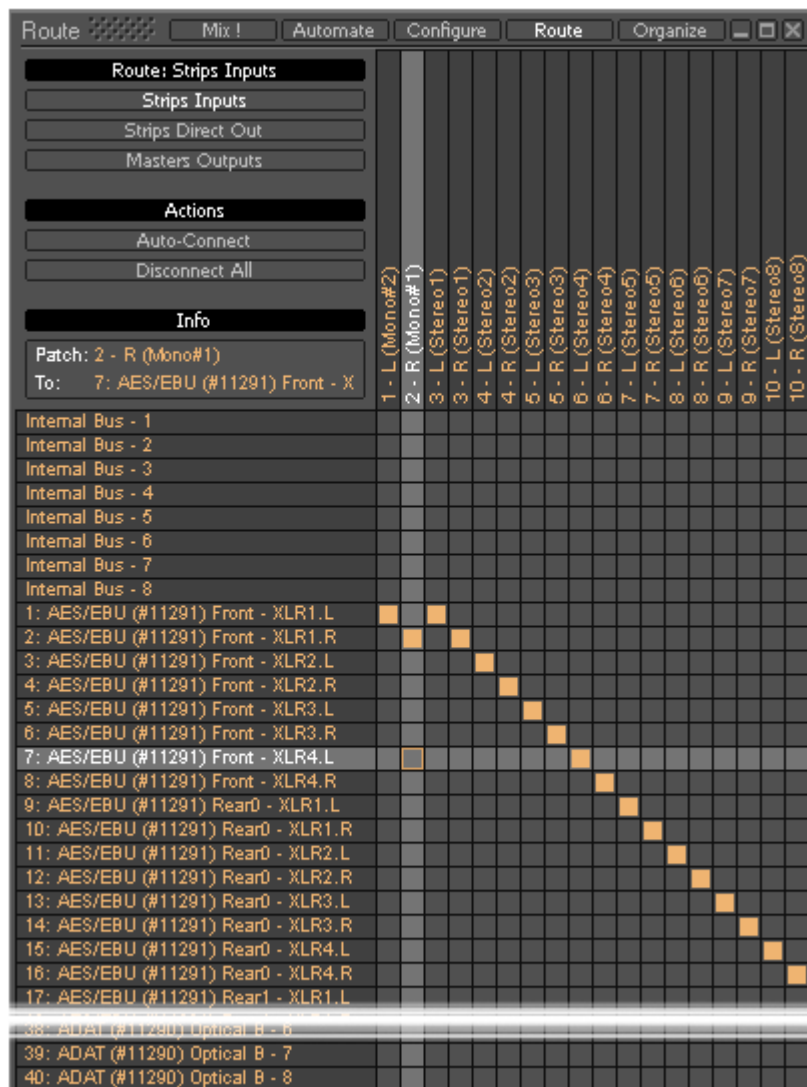 Route Mix ! Automate Configure Route Organize
Route: Strips Inputs
Strips Inputs
Strips Direct Out
Masters Outputs
Actions
Auto-Connect
Disconnect All
Info
Patch: 2 - R (Mono#1)
To: 7: AES/EBU (#11291) Front - X
1 - L (Mono#2)
2 - R (Mono#1)
3 - L (Stereo1)
3 - R (Stereo1)
4 - L (Stereo2)
4 - R (Stereo2)
5 - L (Stereo3)
5 - R (Stereo3)
6 - L (Stereo4)
6 - R (Stereo4)
7 - L (Stereo5)
7 - R (Stereo5)
8 - L (Stereo6)
8 - R (Stereo6)
9 - L (Stereo7)
9 - R (Stereo7)
10 - L (Stereo8)
10 - R (Stereo8)
Internal Bus - 1
Internal Bus - 2
Internal Bus - 3
Internal Bus - 4
Internal Bus - 5
Internal Bus - 6
Internal Bus - 7
Internal Bus - 8
1: AES/EBU (#11291) Front - XLR1.L
2: AES/EBU (#11291) Front - XLR1.R
3: AES/EBU (#11291) Front - XLR2.L
4: AES/EBU (#11291) Front - XLR2.R
5: AES/EBU (#11291) Front - XLR3.L
6: AES/EBU (#11291) Front - XLR3.R
7: AES/EBU (#11291) Front - XLR4.L
8: AES/EBU (#11291) Front - XLR4.R
9: AES/EBU (#11291) Rear0 - XLR1.L
10: AES/EBU (#11291) Rear0 - XLR1.R
11: AES/EBU (#11291) Rear0 - XLR2.L
12: AES/EBU (#11291) Rear0 - XLR2.R
13: AES/EBU (#11291) Rear0 - XLR3.L
14: AES/EBU (#11291) Rear0 - XLR3.R
15: AES/EBU (#11291) Rear0 - XLR4.L
16: AES/EBU (#11291) Rear0 - XLR4.R
17: AES/EBU (#11291) Rear1 - XLR1.L
38: ADAT (#11290) Optical B - 6
39: ADAT (#11290) Optical B - 7
40: ADAT (#11290) Optical B - 8